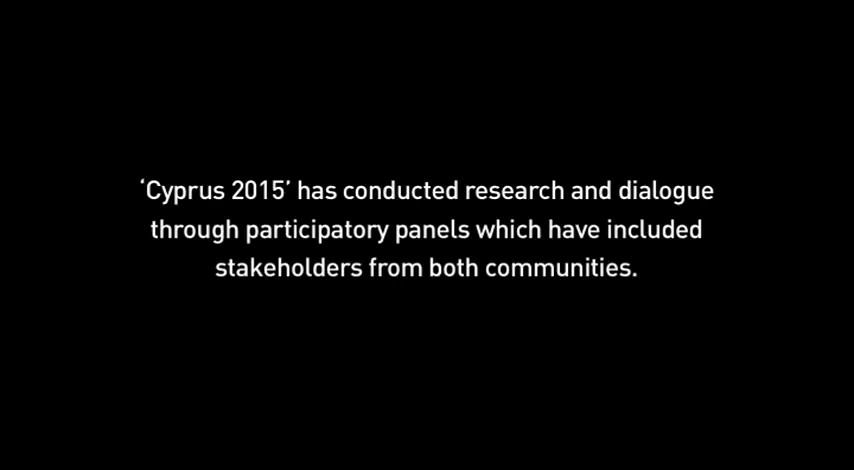 ‘Cyprus 2015’ has conducted research and dialogue
through participatory panels which have included
stakeholders from both communities.